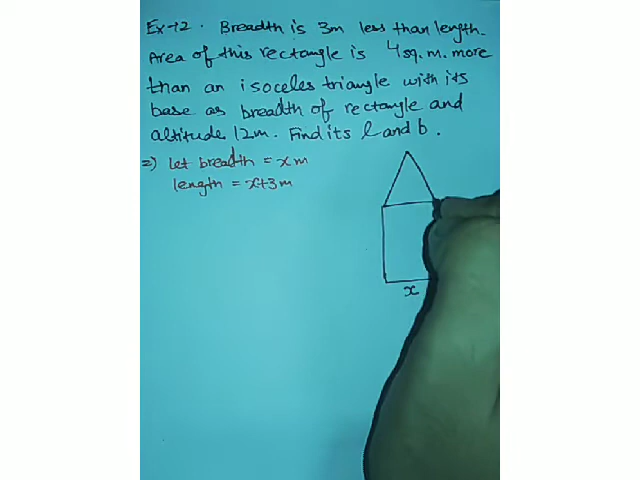 Ex→12. Breadth is 3m less than length.
Area of this rectangle is 4sq.m. more
than an isoceles triangle with its
base as breadth of rectangle and
altitude 12m. Find its l and b.
=) let breadth = x m
length = x+3m
x